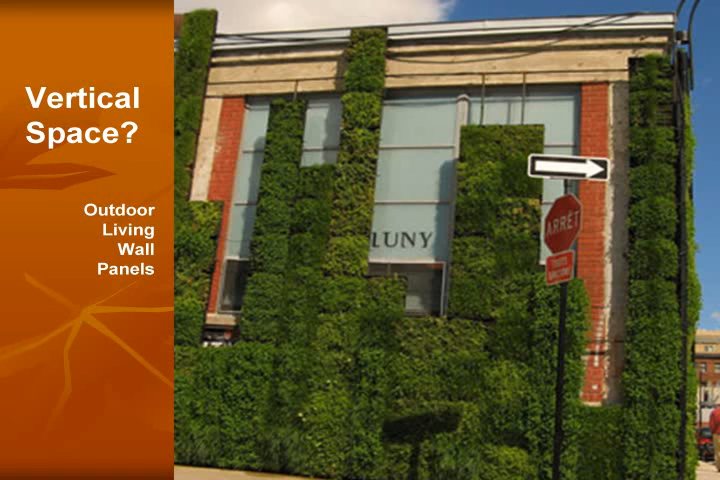 Vertical
Space?
Outdoor
Living
Wall
Panels
LUNY
ARRÊT